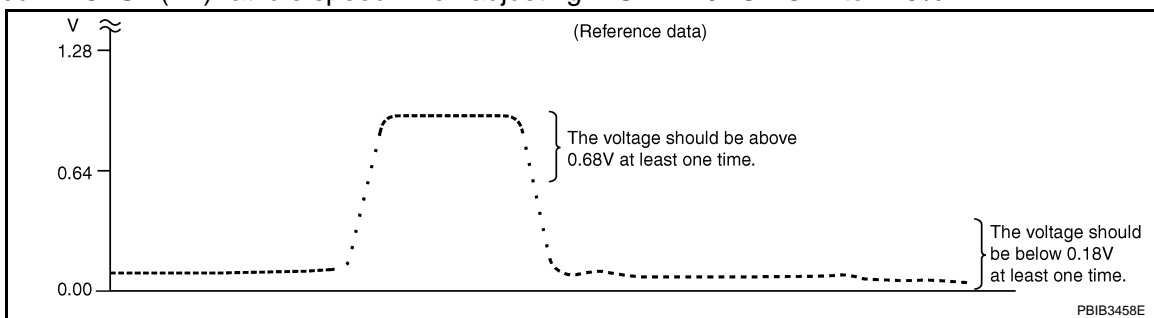 V
(Reference data)
1.28
The voltage should be above
0.68V at least one time.
0.64
The voltage should
be below 0.18V
at least one time.
0.00
PBIB3458E